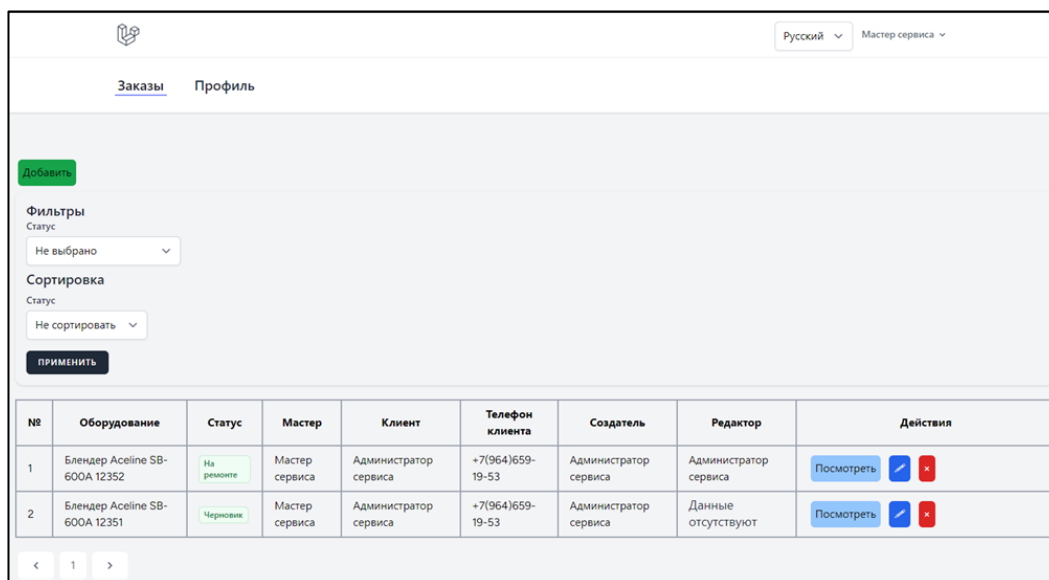 Русский
Мастер сервиса
Заказы Профиль
Добавить
Фильтры
Статус
Не выбрано
Сортировка
Статус
Не сортировать
ПРИМЕНИТЬ
№ Оборудование Статус Мастер Клиент Телефон клиента Создатель Редактор Действия
1 Блендер Aceline SB-600A 12352 На ремонте Мастер сервиса Администратор сервиса +7(964)659-19-53 Администратор сервиса Администратор сервиса Посмотреть
2 Блендер Aceline SB-600A 12351 Черновик Мастер сервиса Администратор сервиса +7(964)659-19-53 Администратор сервиса Данные отсутствуют Посмотреть
1